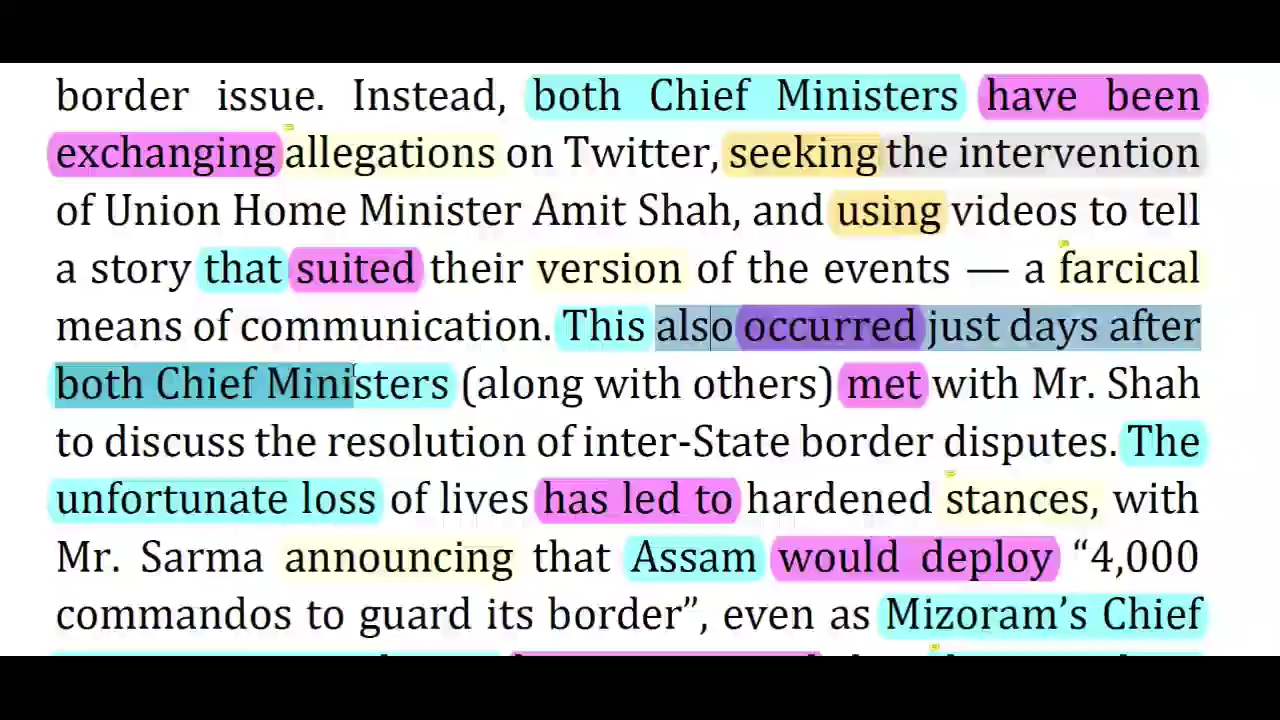 border issue. Instead, both Chief Ministers have been
exchanging allegations on Twitter, seeking the intervention
of Union Home Minister Amit Shah, and using videos to tell
a story that suited their version of the events — a farcical
means of communication. This also occurred just days after
both Chief Ministers (along with others) met with Mr. Shah
to discuss the resolution of inter-State border disputes. The
unfortunate loss of lives has led to hardened stances, with
Mr. Sarma announcing that Assam would deploy “4,000
commandos to guard its border”, even as Mizoram’s Chief